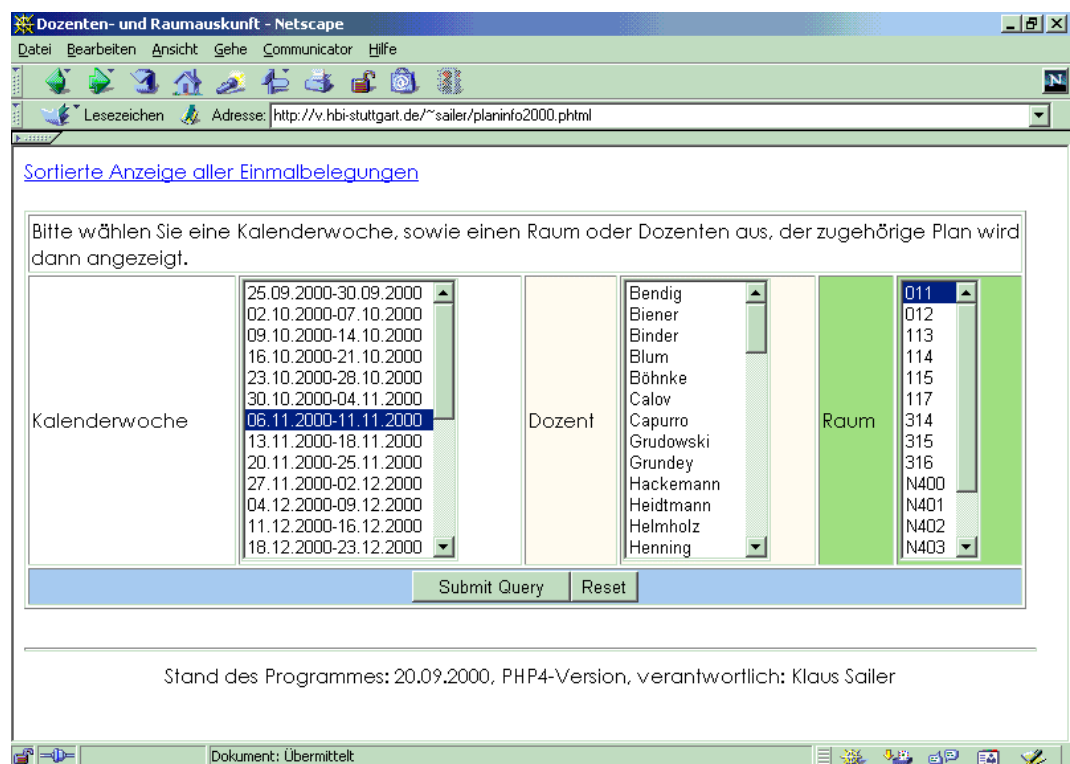 Dozenten- und Raumauskunft - Netscape
Datei Bearbeiten Ansicht Gehe Communicator Hilfe
N
Lesezeichen Adresse: http://v.hbi-stuttgart.de/~sailer/planinfo2000.phtml
Sortierte Anzeige aller Einmalbelegungen
Bitte wählen Sie eine Kalenderwoche, sowie einen Raum oder Dozenten aus, der zugehörige Plan wird
dann angezeigt.
Kalenderwoche
25.09.2000-30.09.2000
02.10.2000-07.10.2000
09.10.2000-14.10.2000
16.10.2000-21.10.2000
23.10.2000-28.10.2000
30.10.2000-04.11.2000
06.11.2000-11.11.2000
13.11.2000-18.11.2000
20.11.2000-25.11.2000
27.11.2000-02.12.2000
04.12.2000-09.12.2000
11.12.2000-16.12.2000
18.12.2000-23.12.2000
Dozent
Bendig
Biener
Binder
Blum
Böhnke
Calov
Capurro
Grudowski
Grundey
Hackemann
Heidtmann
Helmholz
Henning
Raum
011
012
113
114
115
117
314
315
316
N400
N401
N402
N403
Submit Query Reset
Stand des Programmes: 20.09.2000, PHP4-Version, verantwortlich: Klaus Sailer
Dokument: Übermittelt